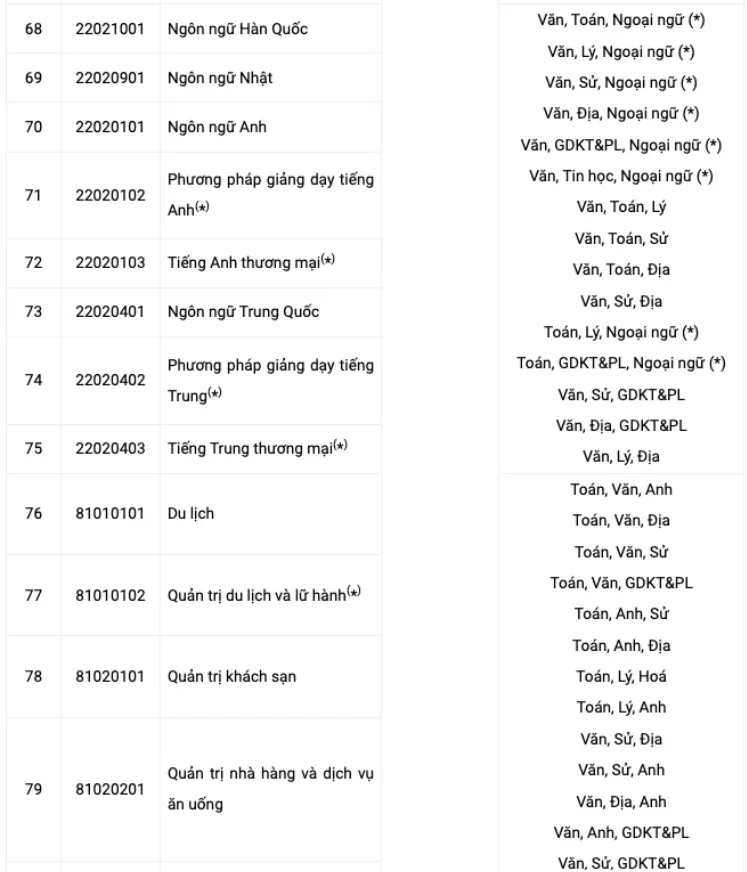 68 22021001 Ngôn ngữ Hàn Quốc
69 22020901 Ngôn ngữ Nhật
70 22020101 Ngôn ngữ Anh
71 22020102 Phương pháp giảng dạy tiếng
Anh(*)
72 22020103 Tiếng Anh thương mại(*)
73 22020401 Ngôn ngữ Trung Quốc
74 22020402 Phương pháp giảng dạy tiếng
Trung(*)
75 22020403 Tiếng Trung thương mại(*)
Văn, Toán, Ngoại ngữ (*)
Văn, Lý, Ngoại ngữ (*)
Văn, Sử, Ngoại ngữ (*)
Văn, Địa, Ngoại ngữ (*)
Văn, GDKT&PL, Ngoại ngữ (*)
Văn, Tin học, Ngoại ngữ (*)
Văn, Toán, Lý
Văn, Toán, Sử
Văn, Toán, Địa
Văn, Sử, Địa
Toán, Lý, Ngoại ngữ (*)
Toán, GDKT&PL, Ngoại ngữ (*)
Văn, Sử, GDKT&PL
Văn, Địa, GDKT&PL
Văn, Lý, Địa
76 81010101 Du lịch
77 81010102 Quản trị du lịch và lữ hành(*)
78 81020101 Quản trị khách sạn
79 81020201 Quản trị nhà hàng và dịch vụ
ăn uống
Toán, Văn, Anh
Toán, Văn, Địa
Toán, Văn, Sử
Toán, Văn, GDKT&PL
Toán, Anh, Sử
Toán, Anh, Địa
Toán, Lý, Hoá
Toán, Lý, Anh
Văn, Sử, Địa
Văn, Sử, Anh
Văn, Địa, Anh
Văn, Anh, GDKT&PL
Văn, Sử, GDKT&PL